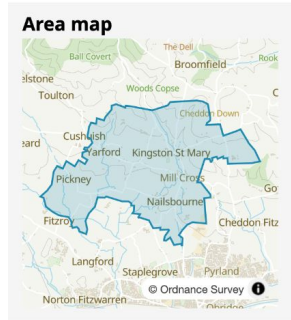 Area map
The Dell
Ball Covert
Broomfield
Rook
elstone
Woods Copse
Toulton
C
Cheddon Down
Cushuish
eard
Yarford
Kingston St Mary
Mill Cross
Pickney
Go
Nailsbourne
Fitzroy
Cheddon Fitz
Langford
Staplegrove
Pyrland
© Ordnance Survey
Norton Fitzwarren
Obridge